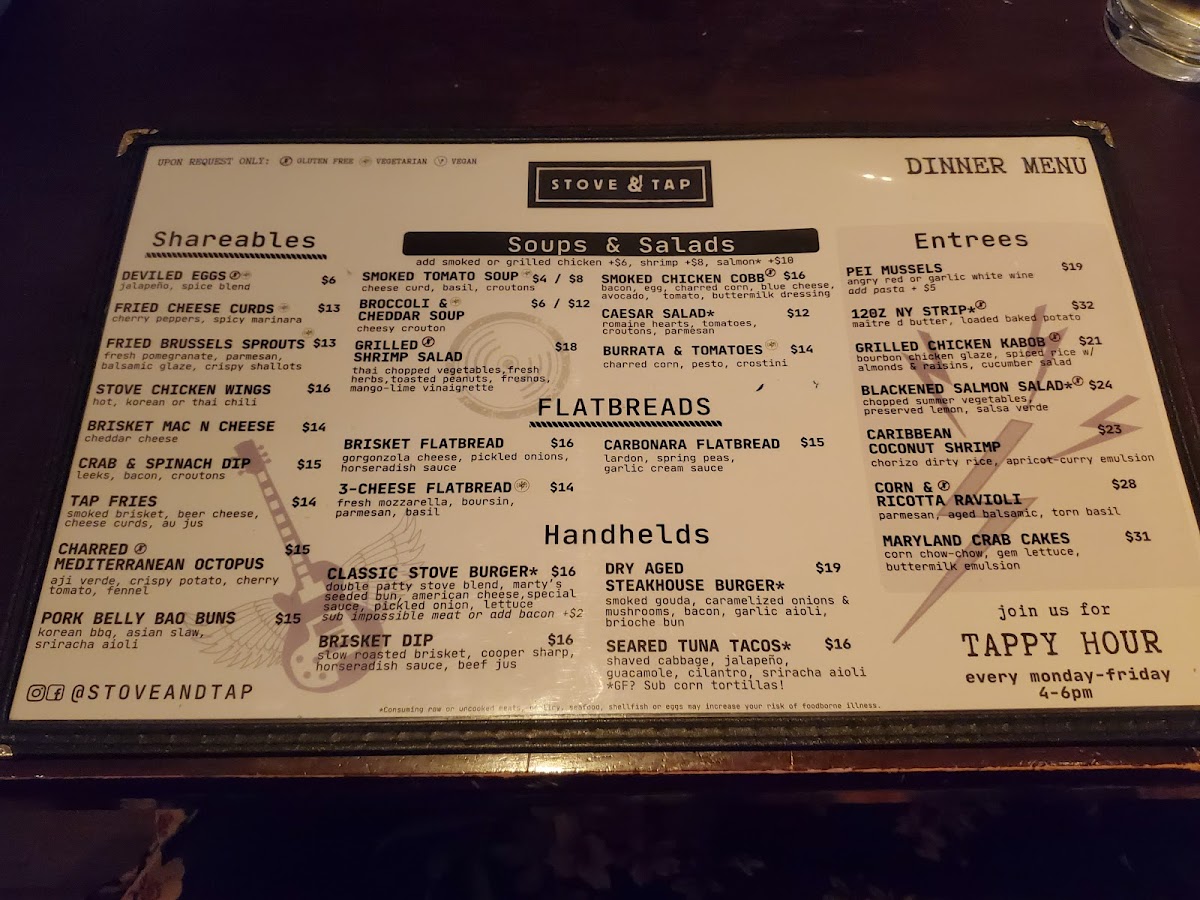 UPON REQUEST ONLY: GLUTEN FREE VEGETARIAN V VEGAN
STOVE & TAP
DINNER MENU
Shareables
DEVILED EGGS $6
jalapeño, spice blend
FRIED CHEESE CURDS $13
cherry peppers, spicy marinara
FRIED BRUSSELS SPROUTS $13
fresh pomegranate, parmesan,
balsamic glaze, crispy shallots
STOVE CHICKEN WINGS $16
hot, korean or thai chili
BRISKET MAC N CHEESE $14
cheddar cheese
CRAB & SPINACH DIP $15
leeks, bacon, croutons
TAP FRIES $14
smoked brisket, beer cheese,
cheese curds, au jus
CHARRED $15
MEDITERRANEAN OCTOPUS
aji verde, crispy potato, cherry
tomato, fennel
PORK BELLY BAO BUNS $15
korean bbq, asian slaw,
sriracha aioli
@STOVEANDTAP
Soups & Salads
add smoked or grilled chicken +$6, shrimp +$8, salmon* +$10
SMOKED TOMATO SOUP $4 / $8
cheese curd, basil, croutons
BROCCOLI & $6 / $12
CHEDDAR SOUP
cheesy crouton
GRILLED $18
SHRIMP SALAD
thai chopped vegetables,fresh
herbs,toasted peanuts, fresnos,
mango-lime vinaigrette
SMOKED CHICKEN COBB $16
bacon, egg, charred corn, blue cheese,
avocado, tomato, buttermilk dressing
CAESAR SALAD* $12
romaine hearts, tomatoes,
croutons, parmesan
BURRATA & TOMATOES $14
charred corn, pesto, crostini
FLATBREADS
BRISKET FLATBREAD $16
gorgonzola cheese, pickled onions,
horseradish sauce
3-CHEESE FLATBREAD $14
fresh mozzarella, boursin,
parmesan, basil
CARBONARA FLATBREAD $15
lardon, spring peas,
garlic cream sauce
Handhelds
CLASSIC STOVE BURGER* $16
double patty stove blend, marty's
seeded bun, american cheese,special
sauce, pickled onion, lettuce
sub impossible meat or add bacon +$2
BRISKET DIP $16
slow roasted brisket, cooper sharp,
horseradish sauce, beef jus
DRY AGED $19
STEAKHOUSE BURGER*
smoked gouda, caramelized onions &
mushrooms, bacon, garlic aioli,
brioche bun
SEARED TUNA TACOS* $16
shaved cabbage, jalapeño,
guacamole, cilantro, sriracha aioli
*GF? Sub corn tortillas!
*Consuming raw or uncooked meats, seafood, shellfish or eggs may increase your risk of foodborne illness.
Entrees
PEI MUSSELS $19
angry red or garlic white wine
add pasta + $5
12OZ NY STRIP* $32
maitre d butter, loaded baked potato
GRILLED CHICKEN KABOB $21
bourbon chicken glaze, spiced rice w/
almonds & raisins, cucumber salad
BLACKENED SALMON SALAD* $24
chopped summer vegetables,
preserved lemon, salsa verde
CARIBBEAN $23
COCONUT SHRIMP
chorizo dirty rice, apricot-curry emulsion
CORN & $28
RICOTTA RAVIOLI
parmesan, aged balsamic, torn basil
MARYLAND CRAB CAKES $31
corn chow-chow, gem lettuce,
buttermilk emulsion
join us for
TAPPY HOUR
every monday-friday
4-6pm